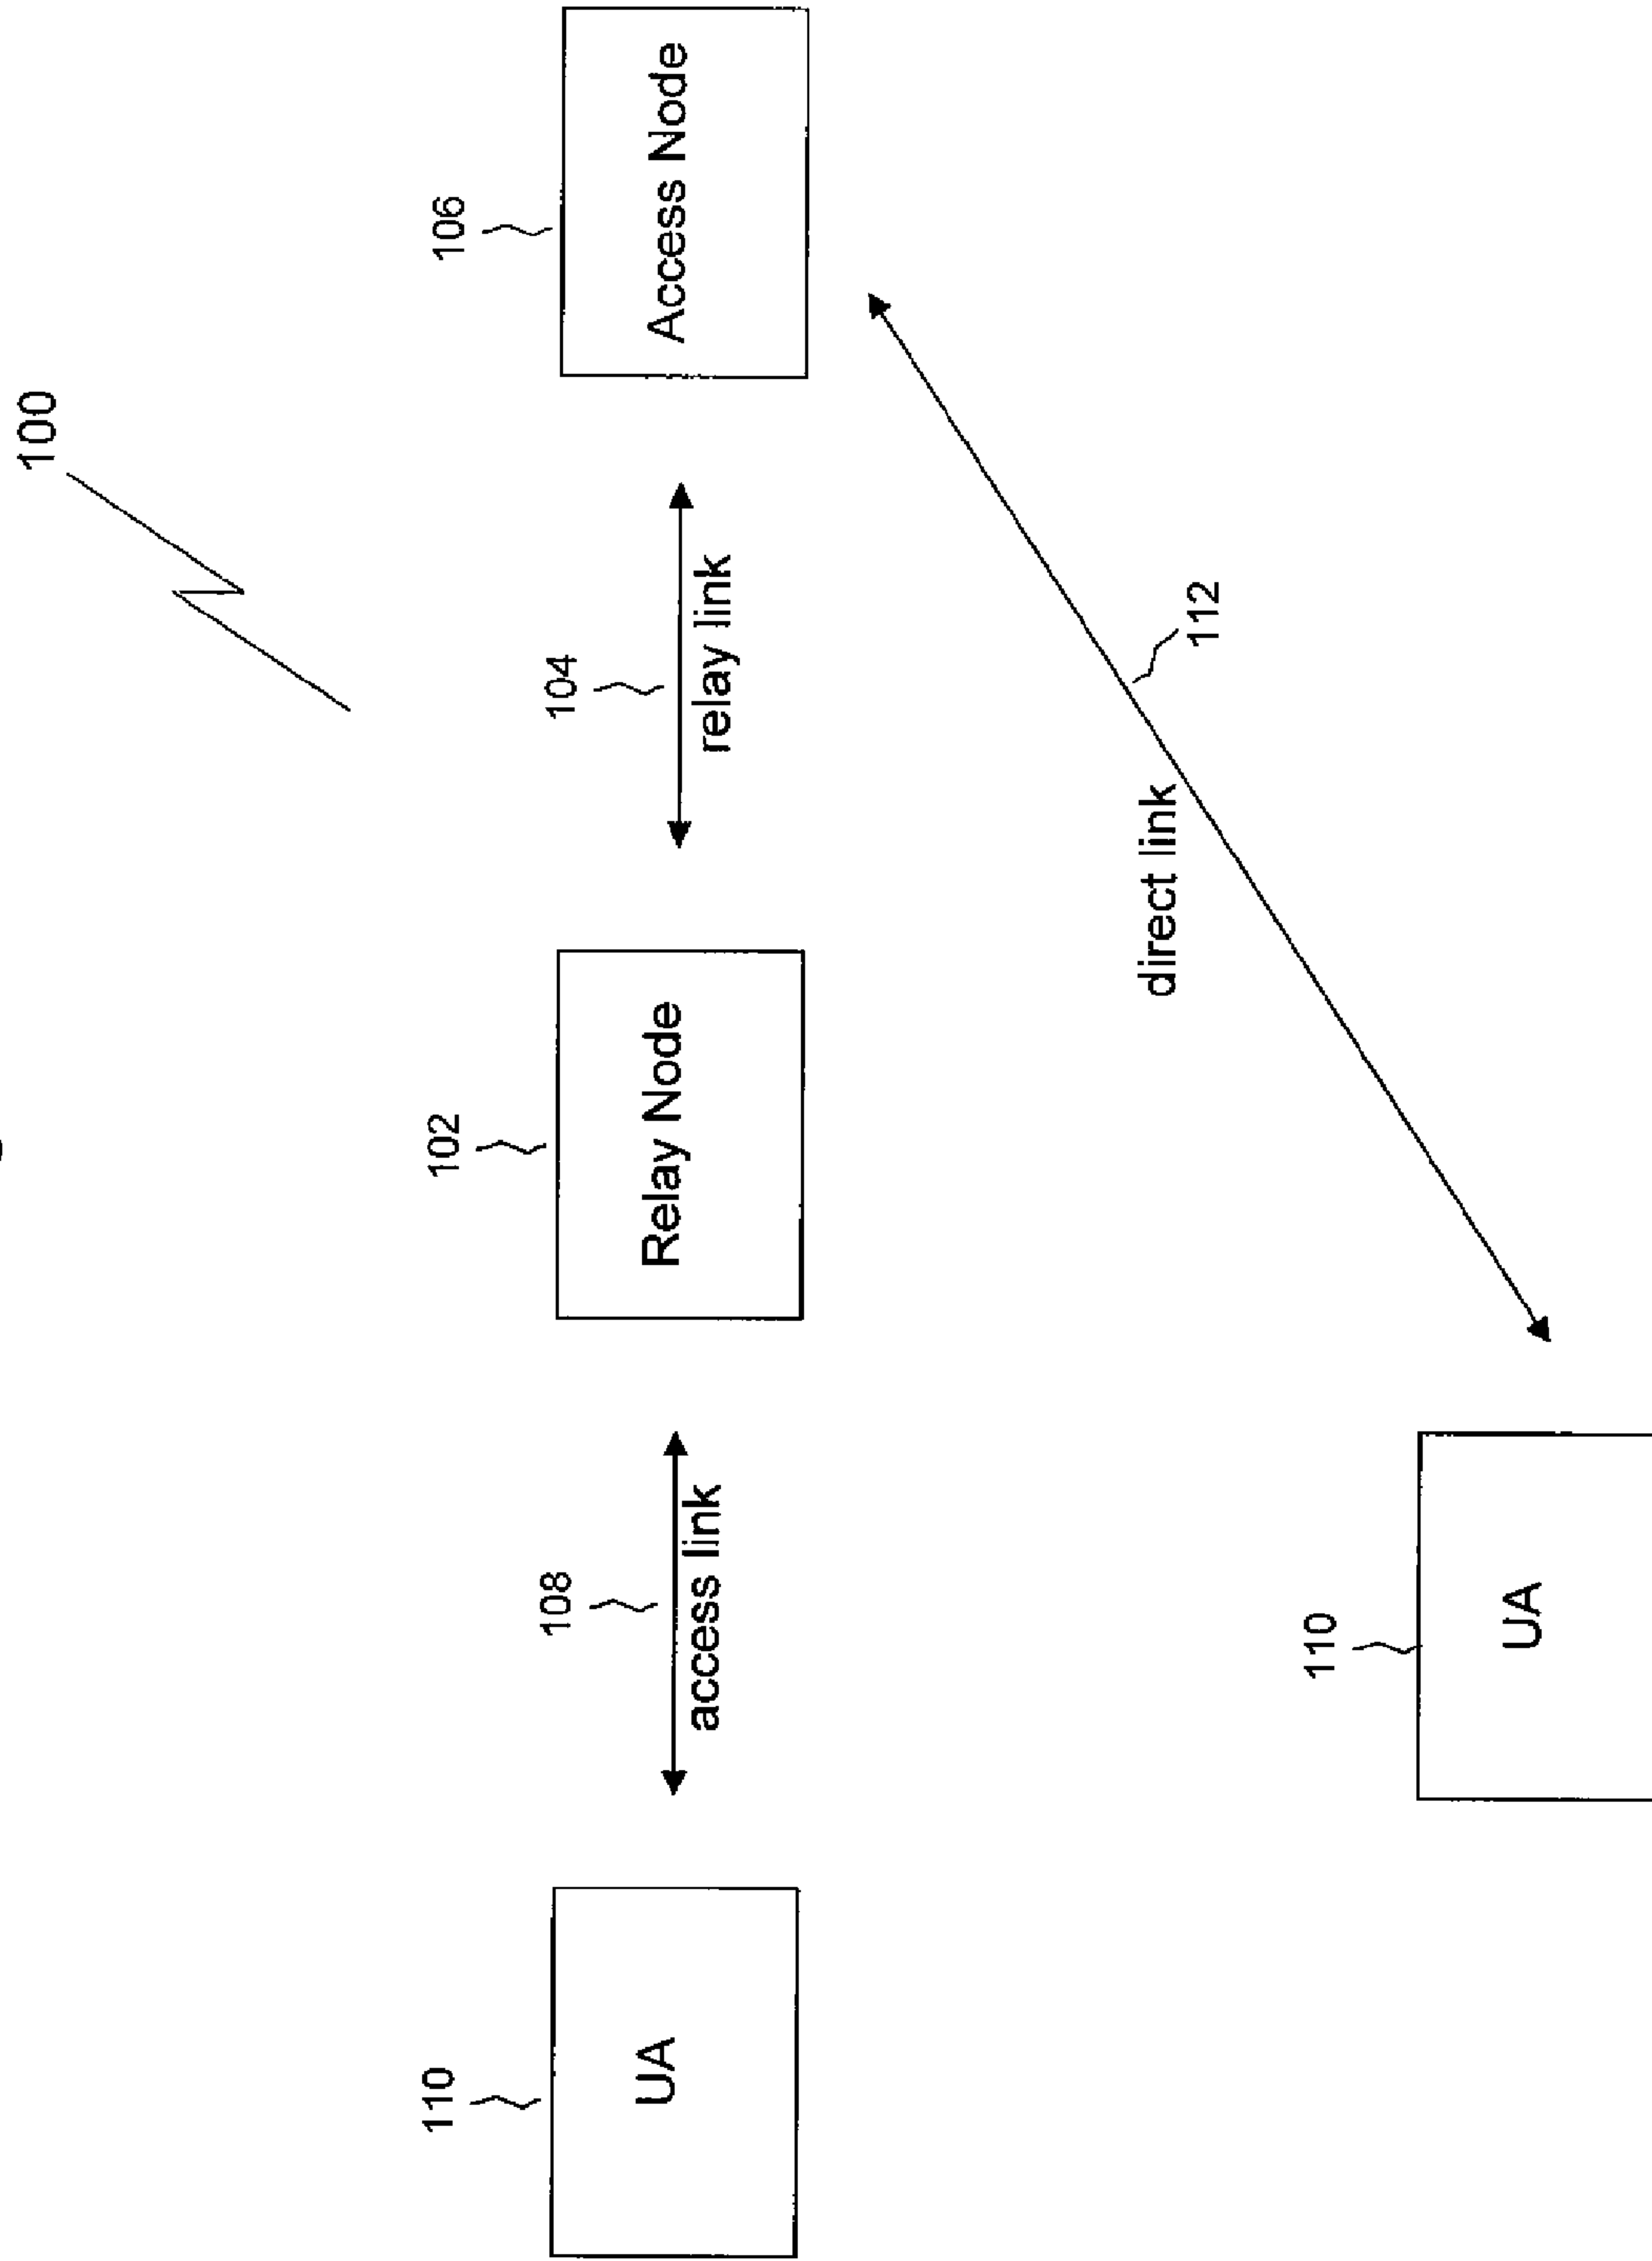 100
110
UA
108
access link
102
Relay Node
104
relay link
106
Access Node
110
UA
direct link
112